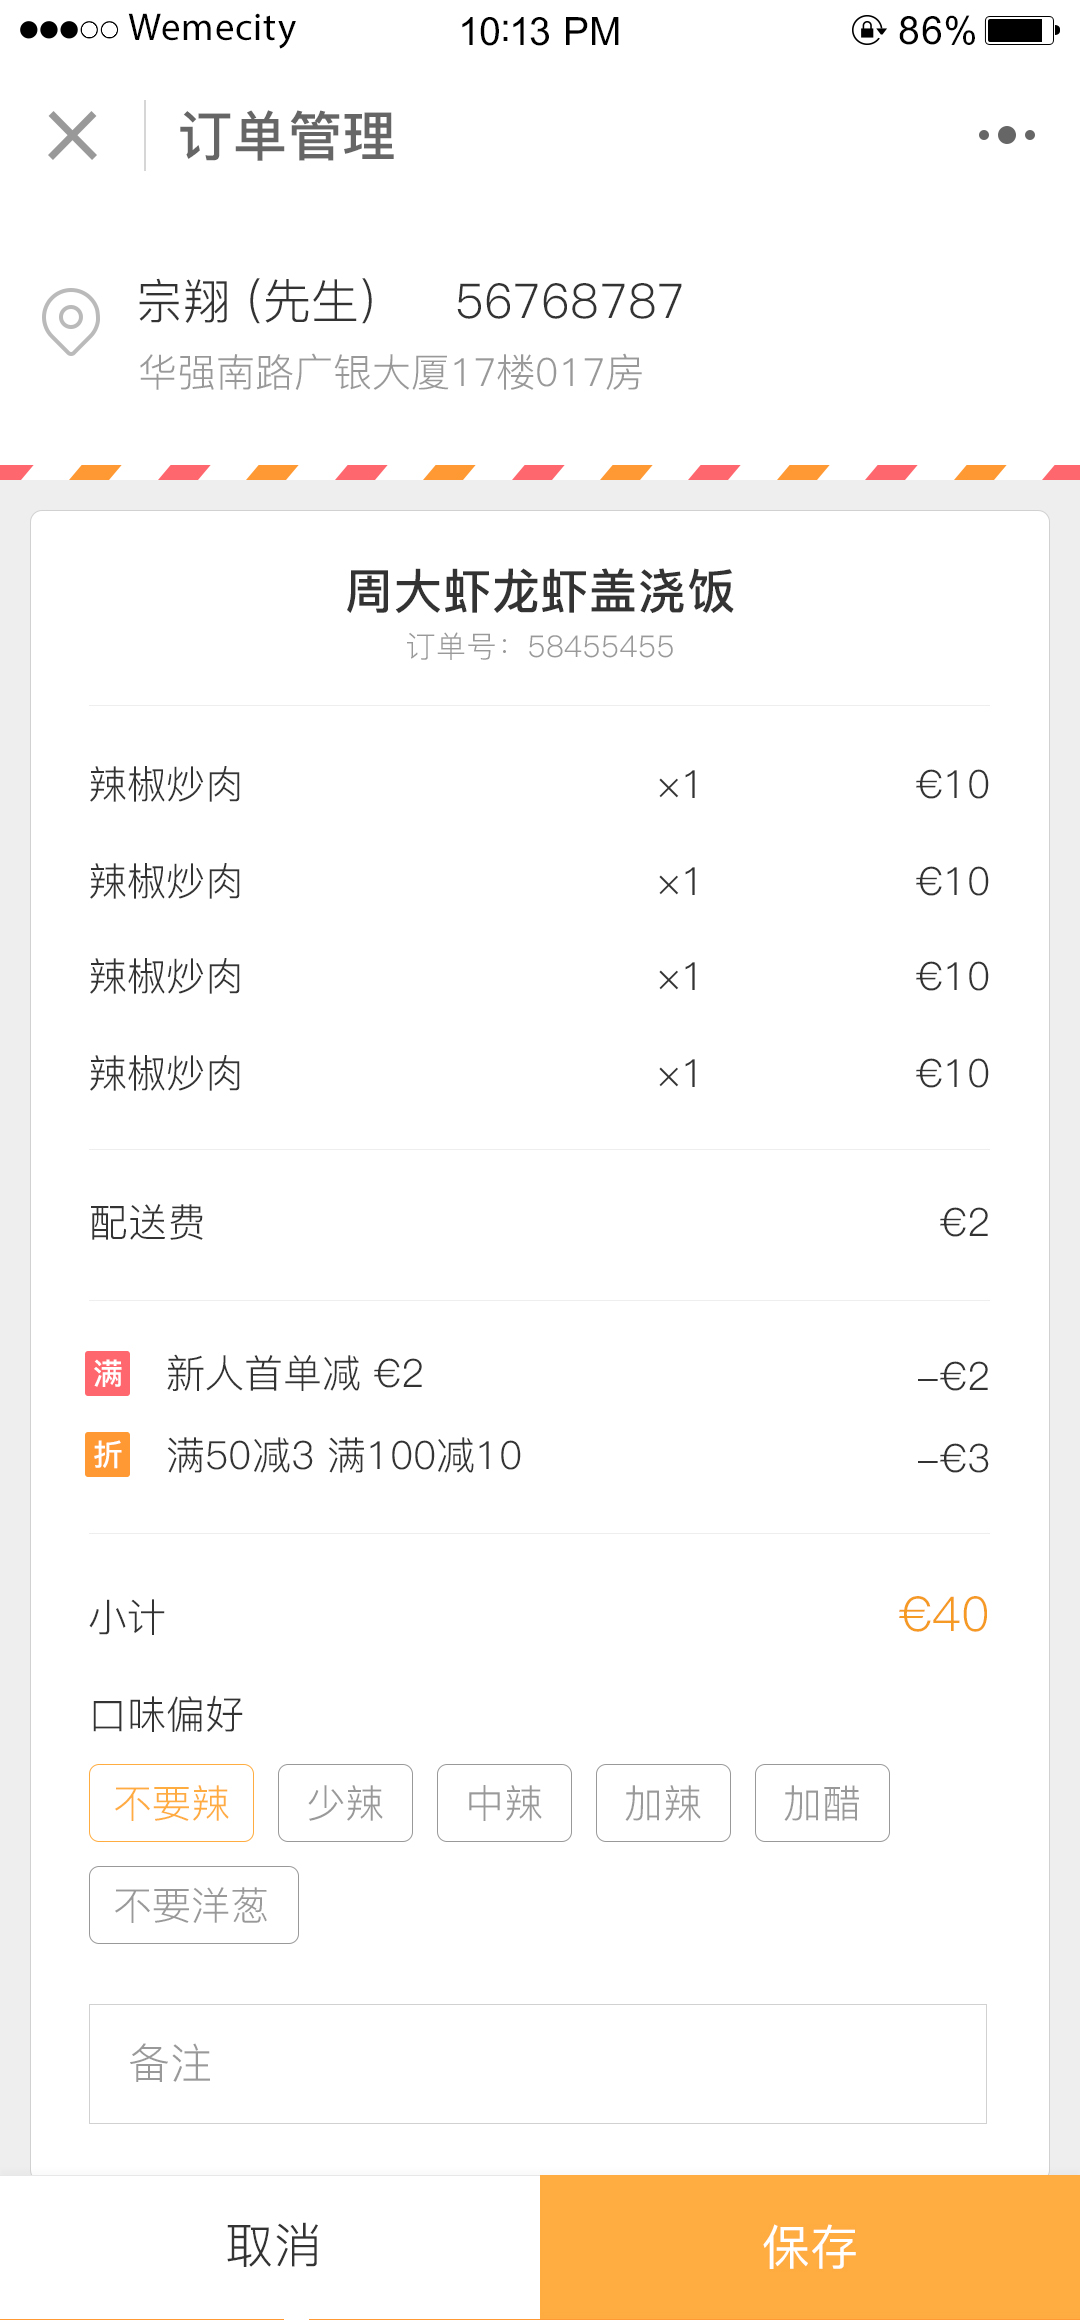 Wemecity 10:13 PM 86%
订单管理
宗翔 (先生) 56768787
华强南路广银大厦17楼017房
周大虾龙虾盖浇饭
订单号：58455455
辣椒炒肉 ×1 €10
辣椒炒肉 ×1 €10
辣椒炒肉 ×1 €10
辣椒炒肉 ×1 €10
配送费 €2
满 新人首单减 €2 –€2
折 满50减3 满100减10 –€3
小计 €40
口味偏好
不要辣 少辣 中辣 加辣 加醋
不要洋葱
备注
取消 保存